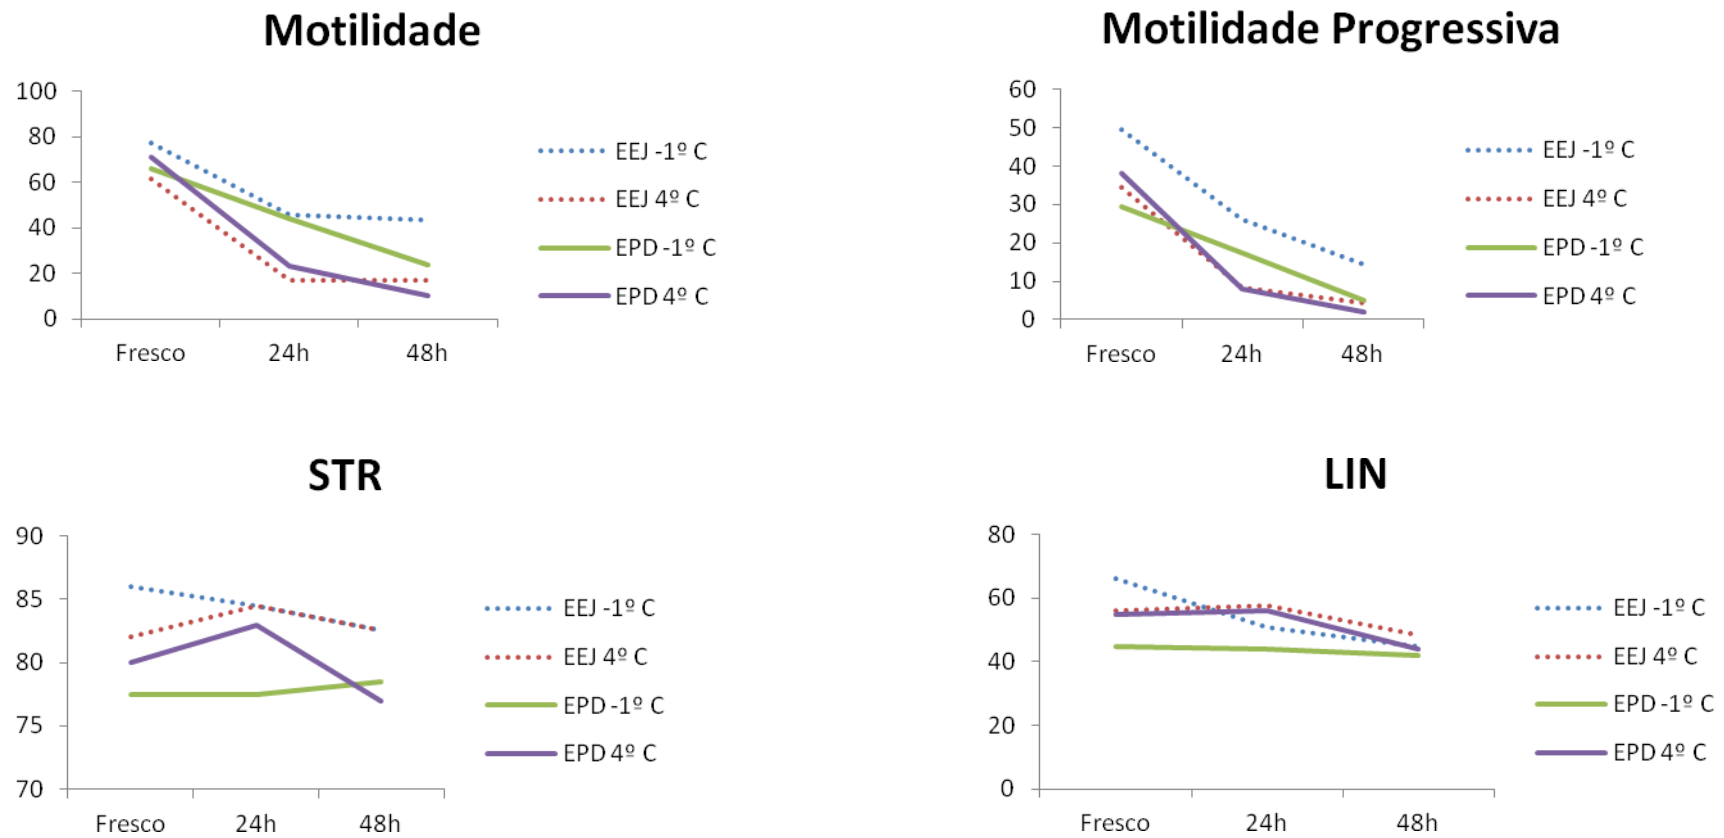 Motilidade
100
80
60
40
20
0
Fresco 24h 48h
EEJ -1º C
EEJ 4º C
EPD -1º C
EPD 4º C
Motilidade Progressiva
60
50
40
30
20
10
0
Fresco 24h 48h
EEJ -1º C
EEJ 4º C
EPD -1º C
EPD 4º C
STR
90
85
80
75
70
Fresco 24h 48h
EEJ -1º C
EEJ 4º C
EPD -1º C
EPD 4º C
LIN
80
60
40
20
0
Fresco 24h 48h
EEJ -1º C
EEJ 4º C
EPD -1º C
EPD 4º C